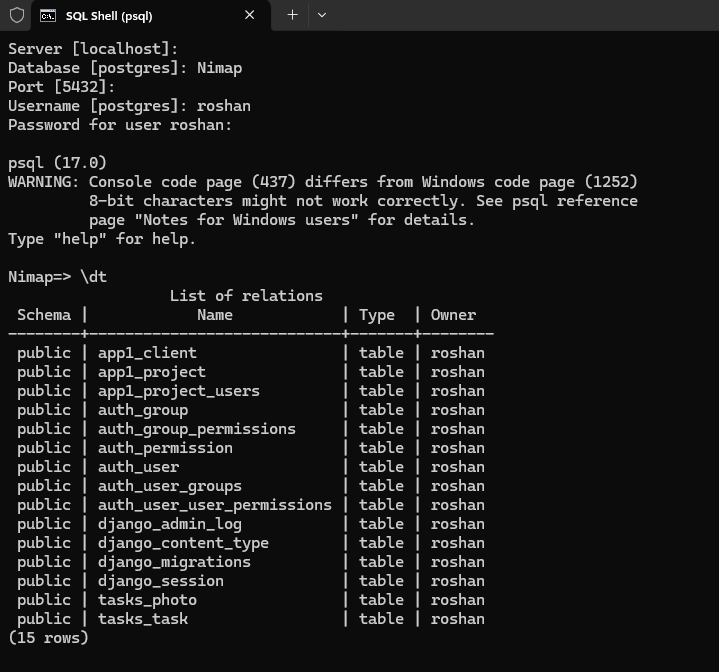 SQL Shell (psql)
Server [localhost]:
Database [postgres]: Nimap
Port [5432]:
Username [postgres]: roshan
Password for user roshan:
psql (17.0)
WARNING: Console code page (437) differs from Windows code page (1252)
         8-bit characters might not work correctly. See psql reference
         page "Notes for Windows users" for details.
Type "help" for help.
Nimap=> \dt
                  List of relations
 Schema |            Name            | Type  | Owner
--------+----------------------------+-------+--------
 public | app1_client                | table | roshan
 public | app1_project               | table | roshan
 public | app1_project_users         | table | roshan
 public | auth_group                 | table | roshan
 public | auth_group_permissions     | table | roshan
 public | auth_permission            | table | roshan
 public | auth_user                  | table | roshan
 public | auth_user_groups           | table | roshan
 public | auth_user_user_permissions | table | roshan
 public | django_admin_log           | table | roshan
 public | django_content_type        | table | roshan
 public | django_migrations          | table | roshan
 public | django_session             | table | roshan
 public | tasks_photo                | table | roshan
 public | tasks_task                 | table | roshan
(15 rows)